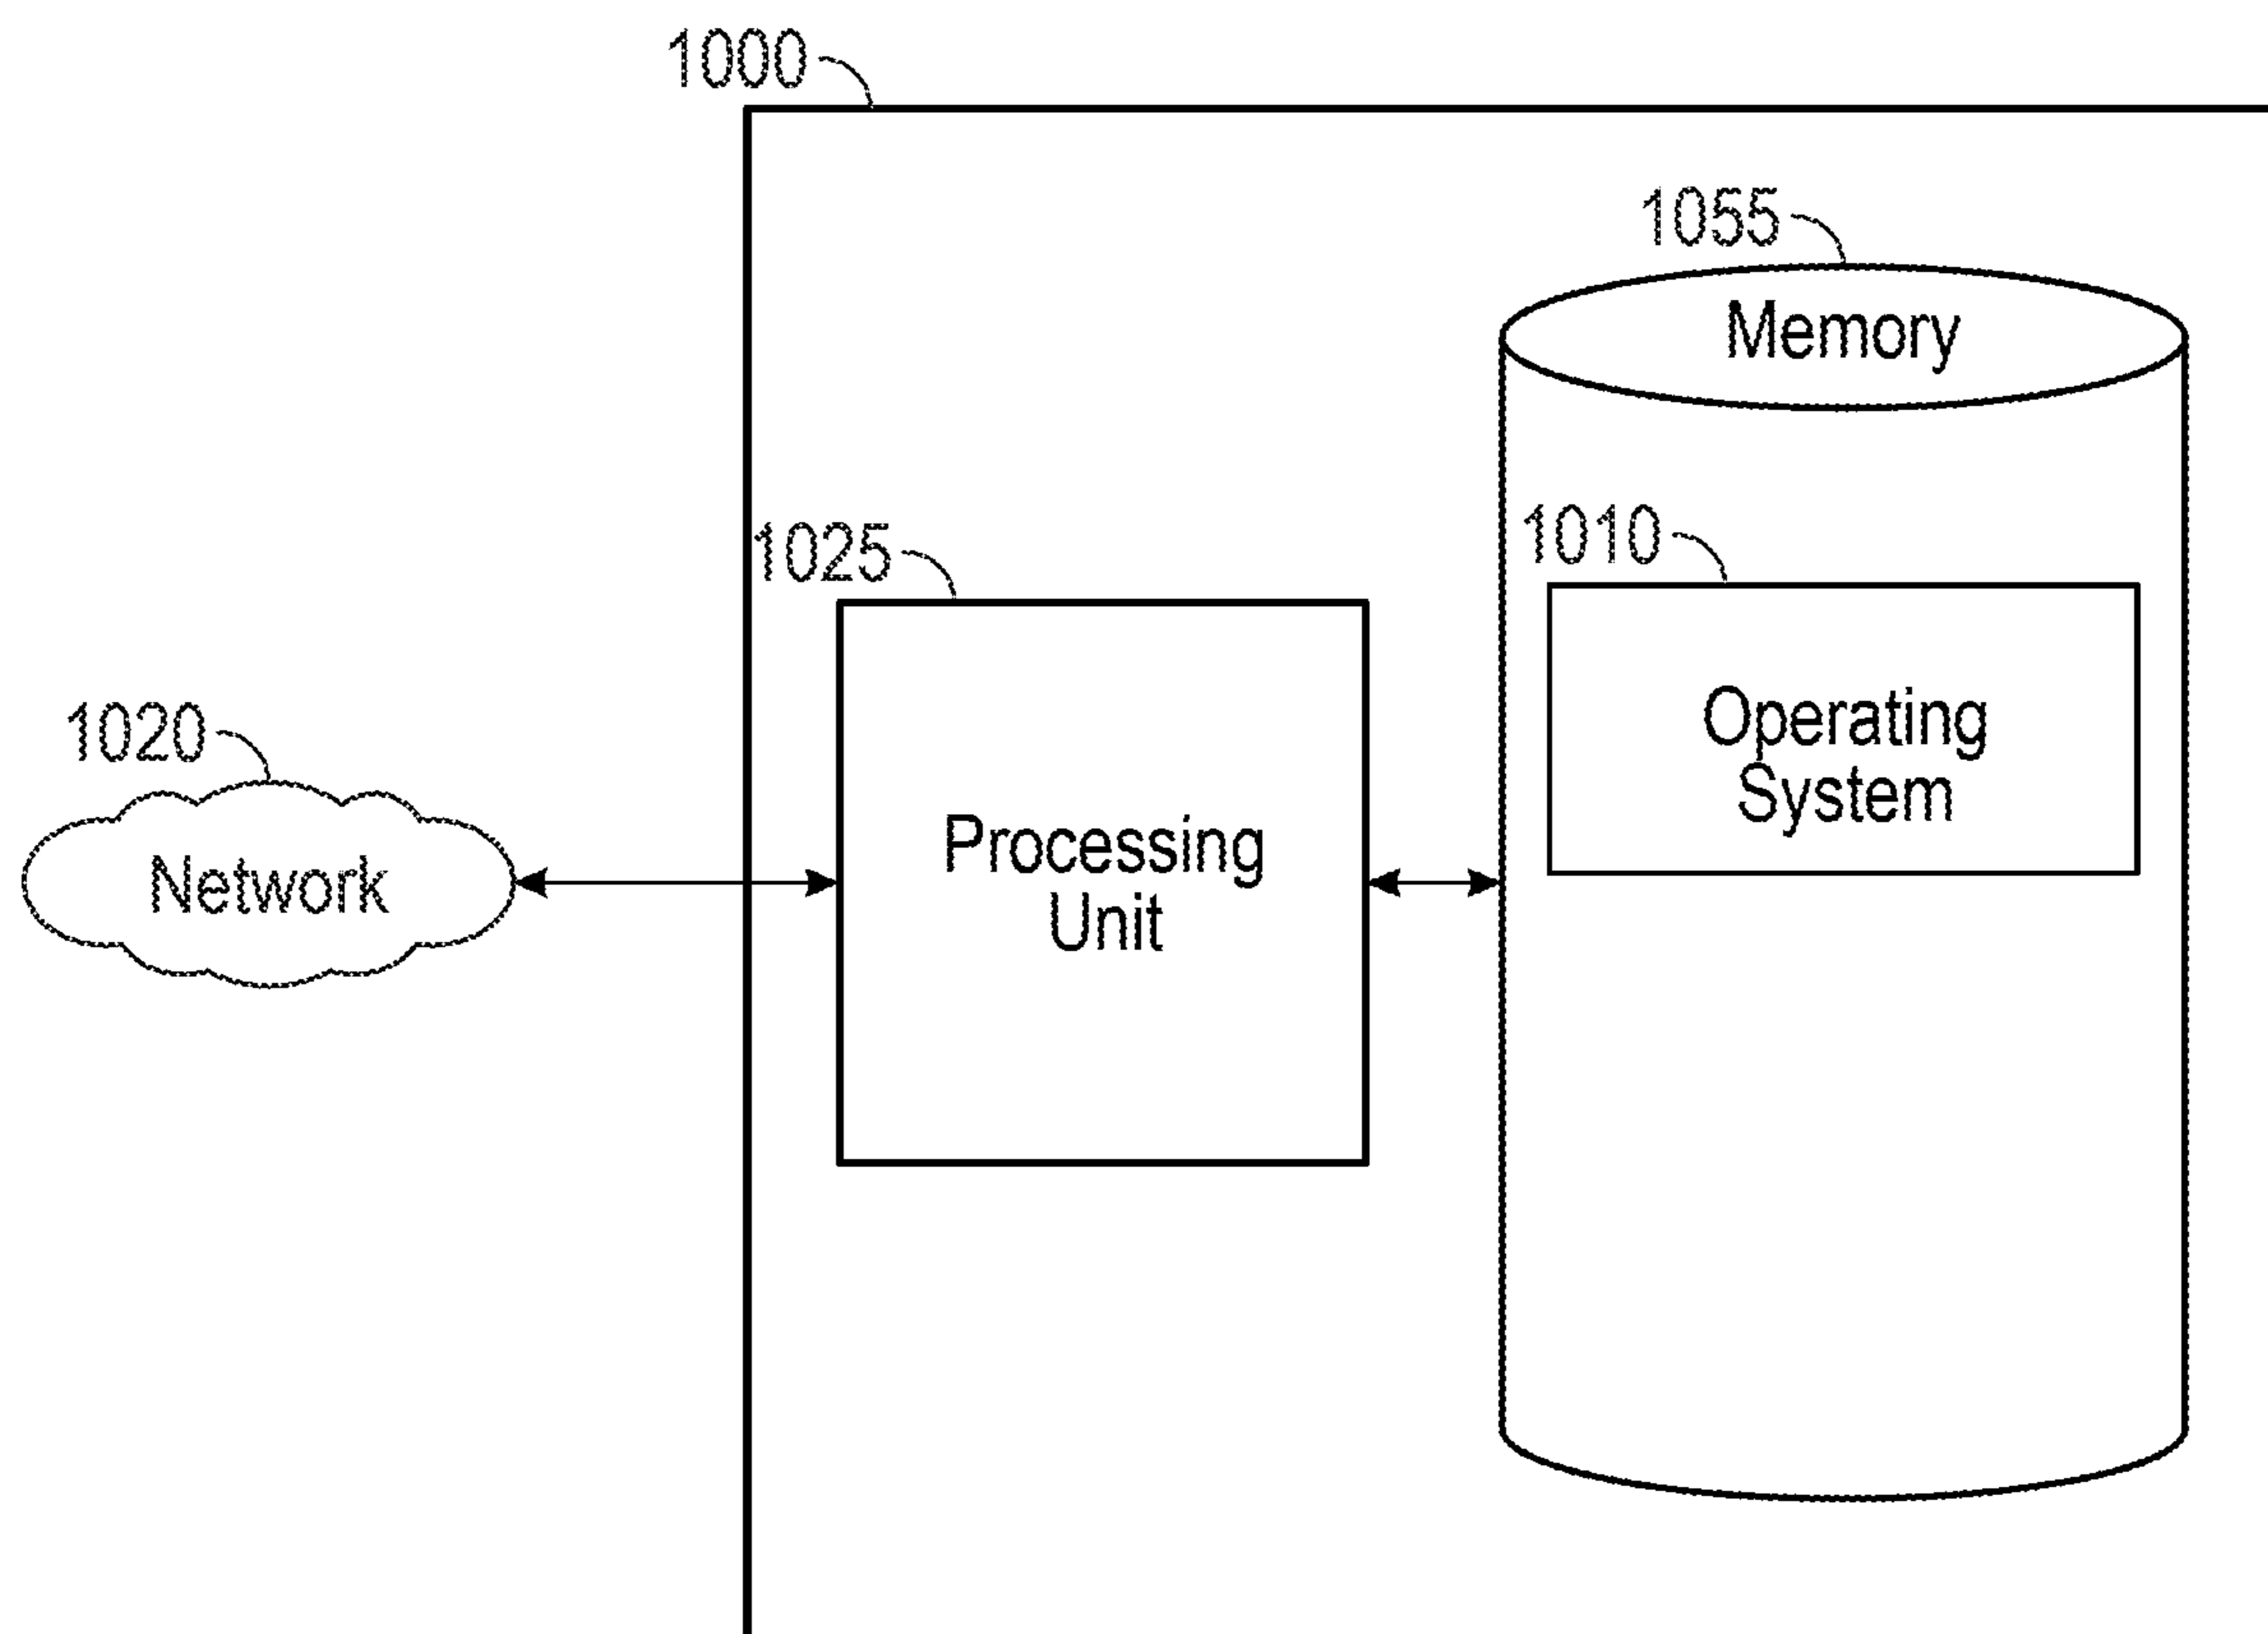 1000
1055
Memory
1025
1010
Operating
System
1020
Network
Processing
Unit